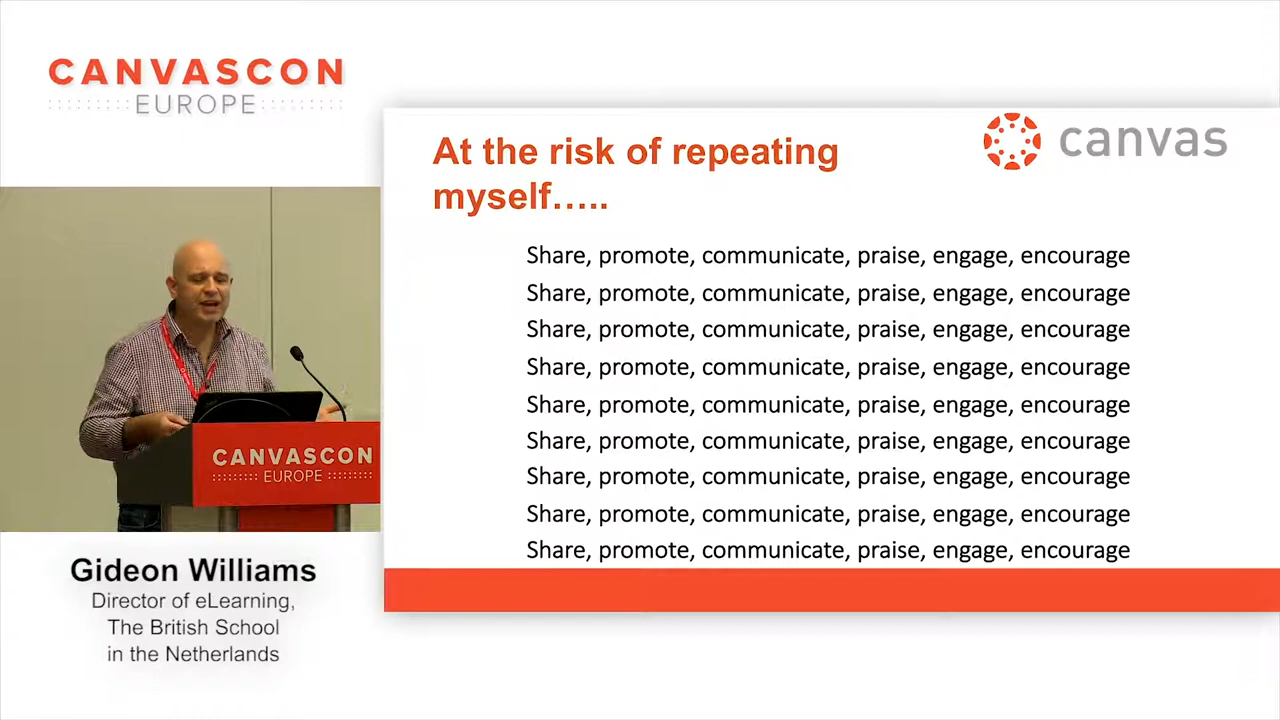 CANVASCON
EUROPE
At the risk of repeating
myself.....
canvas
Share, promote, communicate, praise, engage, encourage
Share, promote, communicate, praise, engage, encourage
Share, promote, communicate, praise, engage, encourage
Share, promote, communicate, praise, engage, encourage
Share, promote, communicate, praise, engage, encourage
Share, promote, communicate, praise, engage, encourage
Share, promote, communicate, praise, engage, encourage
Share, promote, communicate, praise, engage, encourage
Share, promote, communicate, praise, engage, encourage
CANVASCON
EUROPE
Gideon Williams
Director of eLearning,
The British School
in the Netherlands